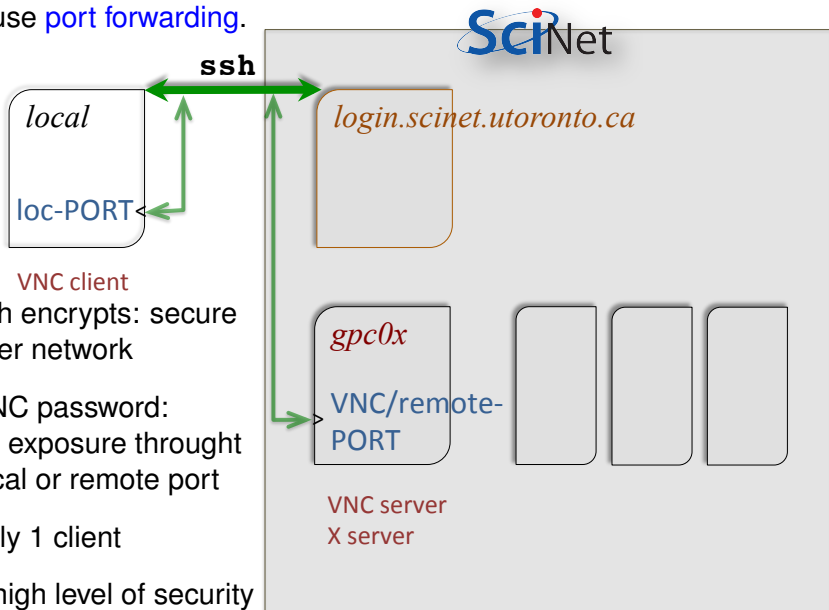 use port forwarding.
SciNet
ssh
local
login.scinet.utoronto.ca
loc-PORT<
VNC client
h encrypts: secure
er network
gpc0x
NC password:
VNC/remote-
> PORT
exposure throught
cal or remote port
VNC server
X server
ly 1 client
high level of security